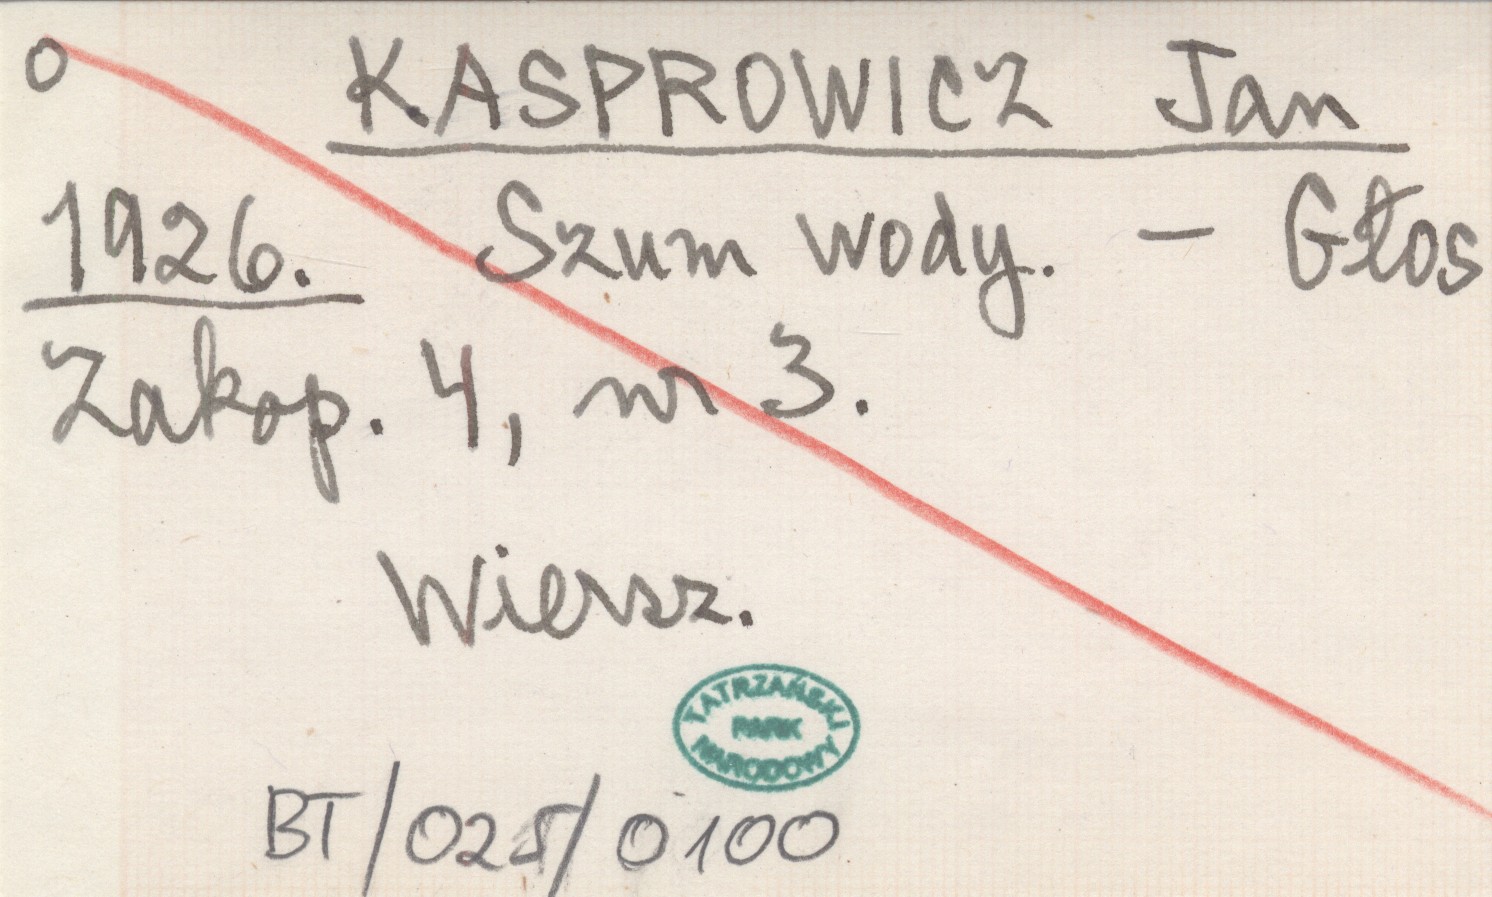 o KASPROWICZ Jan
1926. Szum wody. – Głos
Zakop. 4, nr 3.
Wiersz.
TATRZAŃSKI
PARK
NARODOWY
BT/025/0100